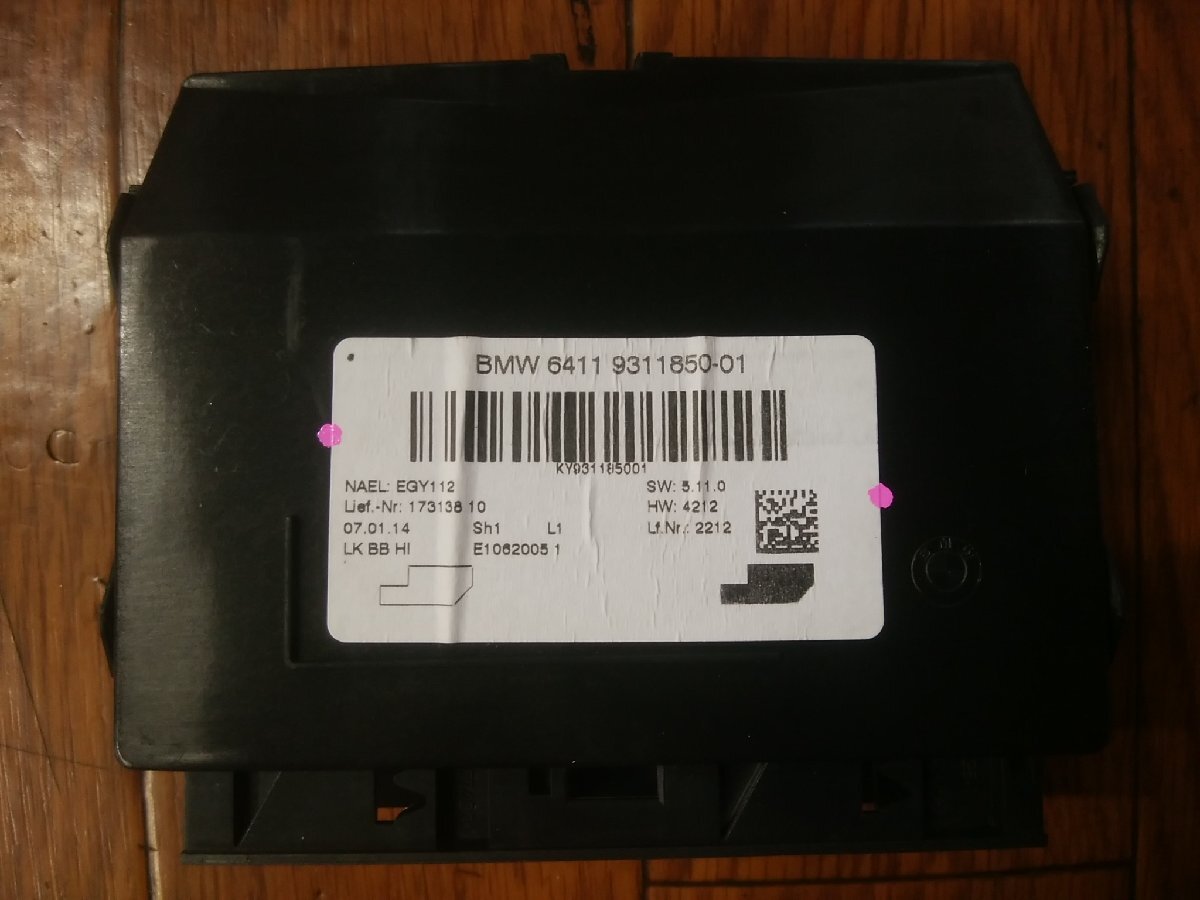 BMW 6411 9311850-01
KY931185001
NAEL: EGY112 SW: 5.11.0
Lief.-Nr: 173138 10 HW: 4212
07.01.14 Sh1 L1 Lf.Nr.: 2212
LK BB HI E1062005 1
BMW